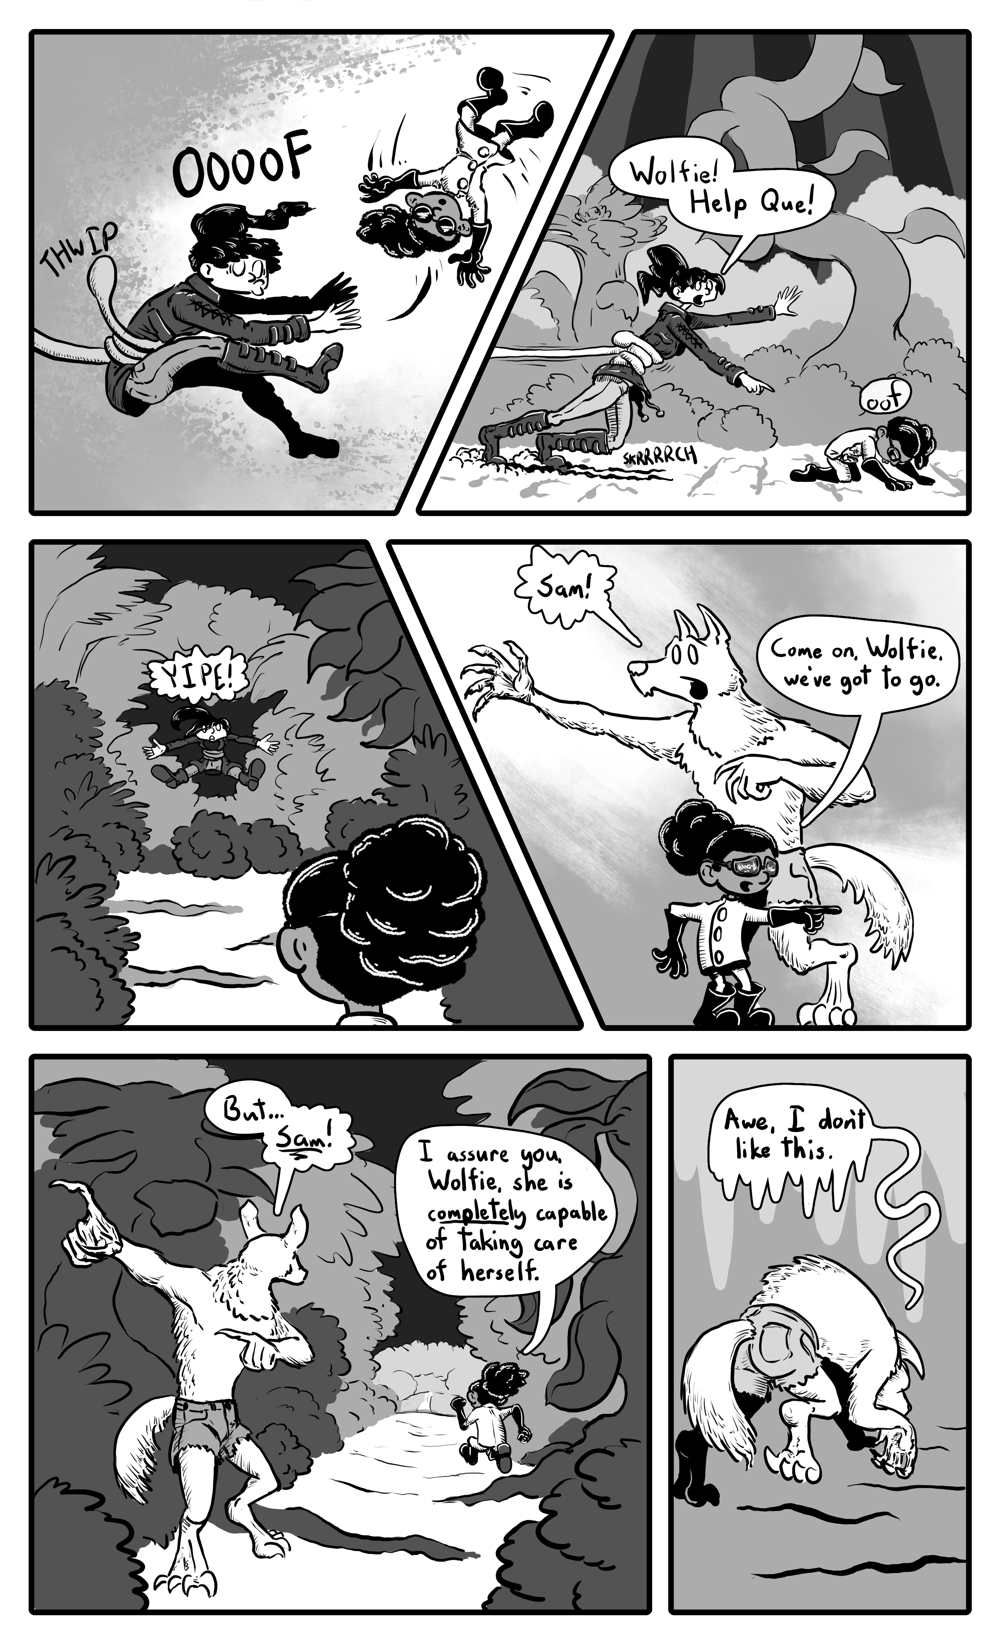 THWIP
OOOOF
Wolfie!
Help Que!
oof
SKRRRRCH
YIPE!
Sam!
Come on, Wolfie,
we've got to go.
But...
Sam!
I assure you,
Wolfie, she is
completely capable
of taking care
of herself.
Awe, I don't
like this.